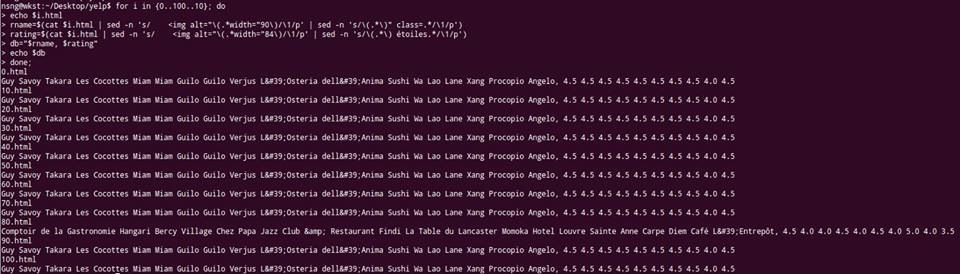 nsng@wkst:~/Desktop/yelp$ for i in {0..100..10}; do
> echo $i.html
> rname=$(cat $i.html | sed -n 's/    <img alt="\(.*width="90\)/\1/p' | sed -n 's/\(.*\)" class=.*/\1/p')
> rating=$(cat $i.html | sed -n 's/    <img alt="\(.*width="84"\)/\1/p' | sed -n 's/\(.*\) étoiles.*/\1/p')
> db="$rname, $rating"
> echo $db
> done;
0.html
Guy Savoy Takara Les Cocottes Miam Miam Guilo Guilo Verjus L&#39;Osteria dell&#39;Anima Sushi Wa Lao Lane Xang Procopio Angelo, 4.5 4.5 4.5 4.5 4.5 4.5 4.5 4.5 4.0 4.5
10.html
Guy Savoy Takara Les Cocottes Miam Miam Guilo Guilo Verjus L&#39;Osteria dell&#39;Anima Sushi Wa Lao Lane Xang Procopio Angelo, 4.5 4.5 4.5 4.5 4.5 4.5 4.5 4.5 4.0 4.5
20.html
Guy Savoy Takara Les Cocottes Miam Miam Guilo Guilo Verjus L&#39;Osteria dell&#39;Anima Sushi Wa Lao Lane Xang Procopio Angelo, 4.5 4.5 4.5 4.5 4.5 4.5 4.5 4.5 4.0 4.5
30.html
Guy Savoy Takara Les Cocottes Miam Miam Guilo Guilo Verjus L&#39;Osteria dell&#39;Anima Sushi Wa Lao Lane Xang Procopio Angelo, 4.5 4.5 4.5 4.5 4.5 4.5 4.5 4.5 4.0 4.5
40.html
Guy Savoy Takara Les Cocottes Miam Miam Guilo Guilo Verjus L&#39;Osteria dell&#39;Anima Sushi Wa Lao Lane Xang Procopio Angelo, 4.5 4.5 4.5 4.5 4.5 4.5 4.5 4.5 4.0 4.5
50.html
Guy Savoy Takara Les Cocottes Miam Miam Guilo Guilo Verjus L&#39;Osteria dell&#39;Anima Sushi Wa Lao Lane Xang Procopio Angelo, 4.5 4.5 4.5 4.5 4.5 4.5 4.5 4.5 4.0 4.5
60.html
Guy Savoy Takara Les Cocottes Miam Miam Guilo Guilo Verjus L&#39;Osteria dell&#39;Anima Sushi Wa Lao Lane Xang Procopio Angelo, 4.5 4.5 4.5 4.5 4.5 4.5 4.5 4.5 4.0 4.5
70.html
Guy Savoy Takara Les Cocottes Miam Miam Guilo Guilo Verjus L&#39;Osteria dell&#39;Anima Sushi Wa Lao Lane Xang Procopio Angelo, 4.5 4.5 4.5 4.5 4.5 4.5 4.5 4.5 4.0 4.5
80.html
Comptoir de la Gastronomie Hangari Bercy Village Chez Papa Jazz Club &amp; Restaurant Findi La Table du Lancaster Momoka Hotel Louvre Sainte Anne Carpe Diem Café L&#39;Entrepôt, 4.5 4.0 4.0 4.5 4.0 4.5 4.0 5.0 4.0 3.5
90.html
Guy Savoy Takara Les Cocottes Miam Miam Guilo Guilo Verjus L&#39;Osteria dell&#39;Anima Sushi Wa Lao Lane Xang Procopio Angelo, 4.5 4.5 4.5 4.5 4.5 4.5 4.5 4.5 4.0 4.5
100.html
Guy Savoy Takara Les Cocottes Miam Miam Guilo Guilo Verjus L&#39;Osteria dell&#39;Anima Sushi Wa Lao Lane Xang Procopio Angelo, 4.5 4.5 4.5 4.5 4.5 4.5 4.5 4.5 4.0 4.5